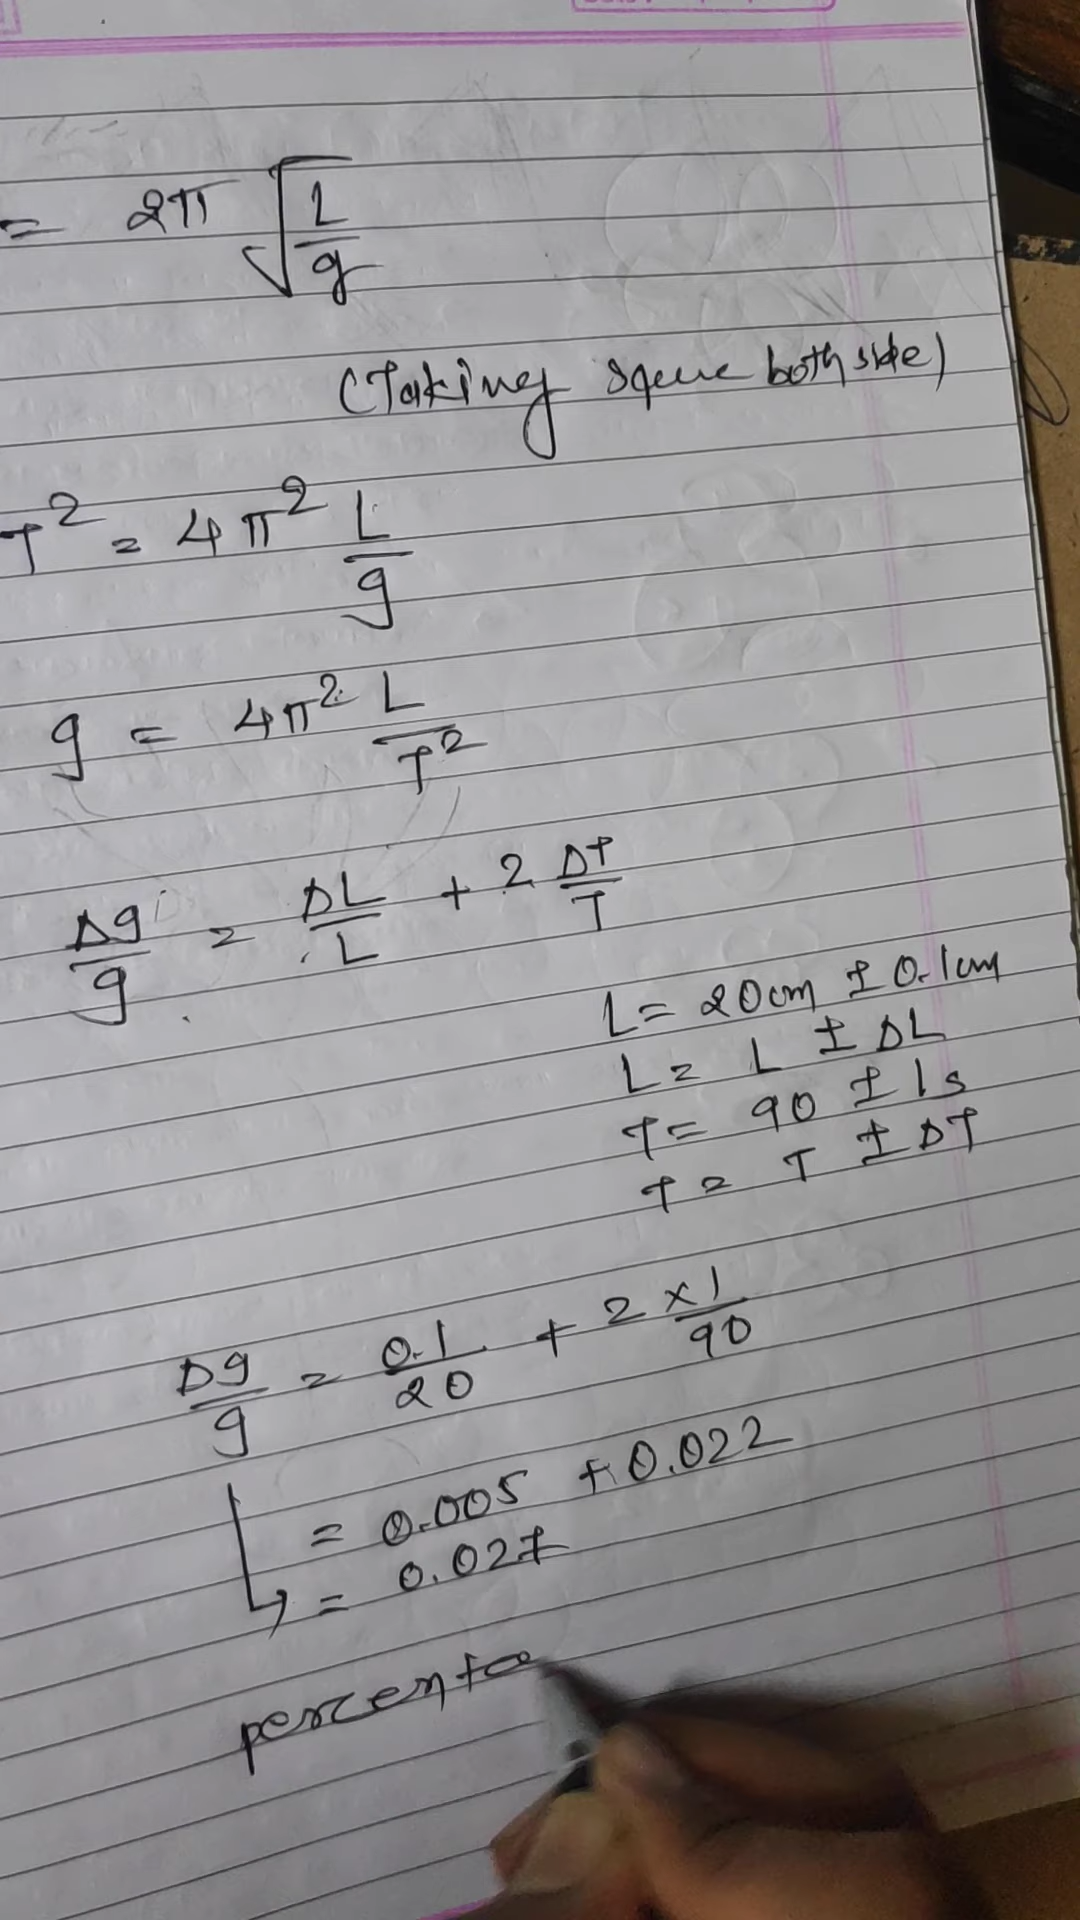 = 2π √(L/g)
(Taking square both side)
T² = 4π² L/g
g = 4π² L/T²
Δg/g = ΔL/L + 2 ΔT/T
L = 20cm ± 0.1cm
L = L ± ΔL
T = 90 ± 1s
T = T ± ΔT
Δg/g = 0.1/20 + 2 × 1/90
= 0.005 + 0.022
= 0.027
percenta